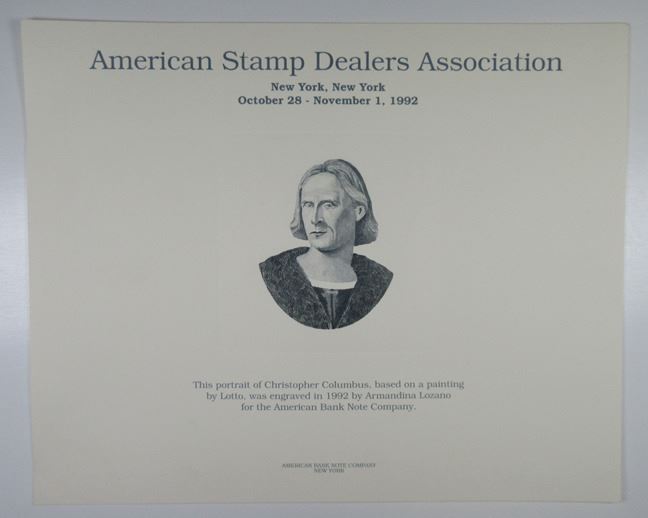 American Stamp Dealers Association
New York, New York
October 28 - November 1, 1992
This portrait of Christopher Columbus, based on a painting
by Lotto, was engraved in 1992 by Armandina Lozano
for the American Bank Note Company.
AMERICAN BANK NOTE COMPANY
NEW YORK